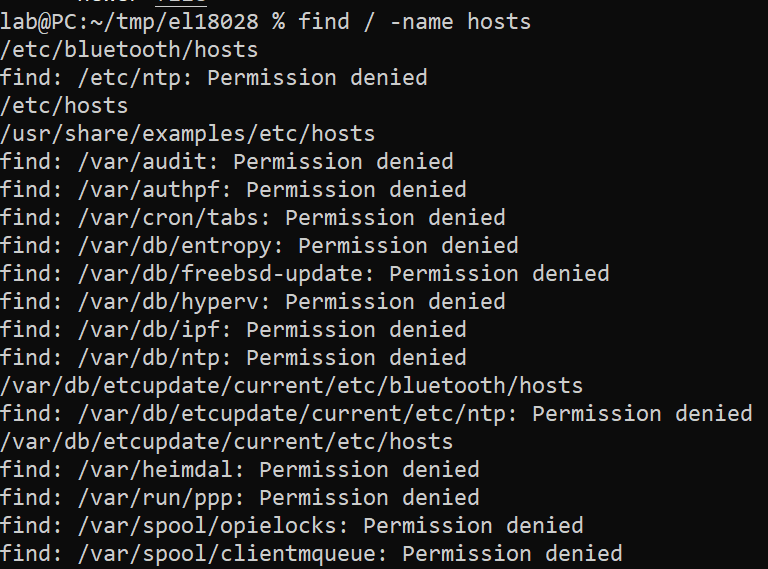 lab@PC:~/tmp/el18028 % find / -name hosts
/etc/bluetooth/hosts
find: /etc/ntp: Permission denied
/etc/hosts
/usr/share/examples/etc/hosts
find: /var/audit: Permission denied
find: /var/authpf: Permission denied
find: /var/cron/tabs: Permission denied
find: /var/db/entropy: Permission denied
find: /var/db/freebsd-update: Permission denied
find: /var/db/hyperv: Permission denied
find: /var/db/ipf: Permission denied
find: /var/db/ntp: Permission denied
/var/db/etcupdate/current/etc/bluetooth/hosts
find: /var/db/etcupdate/current/etc/ntp: Permission denied
/var/db/etcupdate/current/etc/hosts
find: /var/heimdal: Permission denied
find: /var/run/ppp: Permission denied
find: /var/spool/opielocks: Permission denied
find: /var/spool/clientmqueue: Permission denied